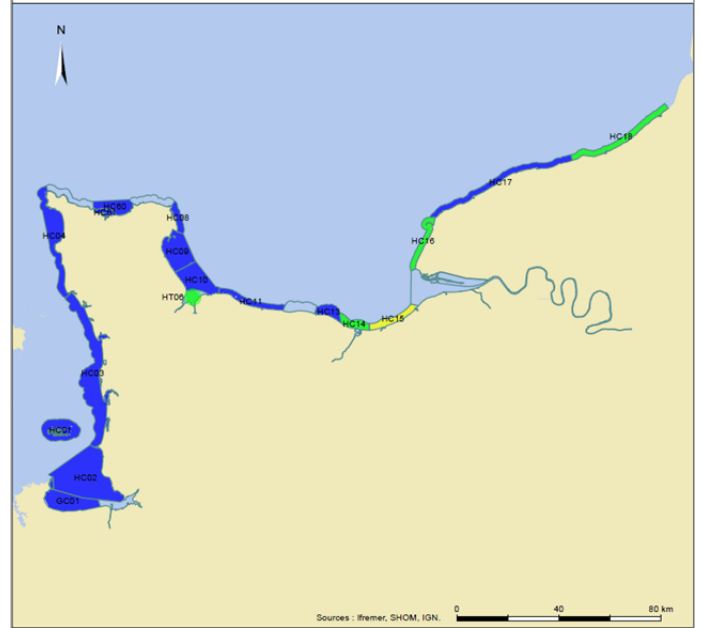 N
HC18
HC17
HC60
HC61
HC08
HC04
HC16
HC09
HC10
HT06
HC11
HC13
HC14
HC15
HC03
HC01
HC02
GC01
Sources : Ifremer, SHOM, IGN.
0 40 80 km